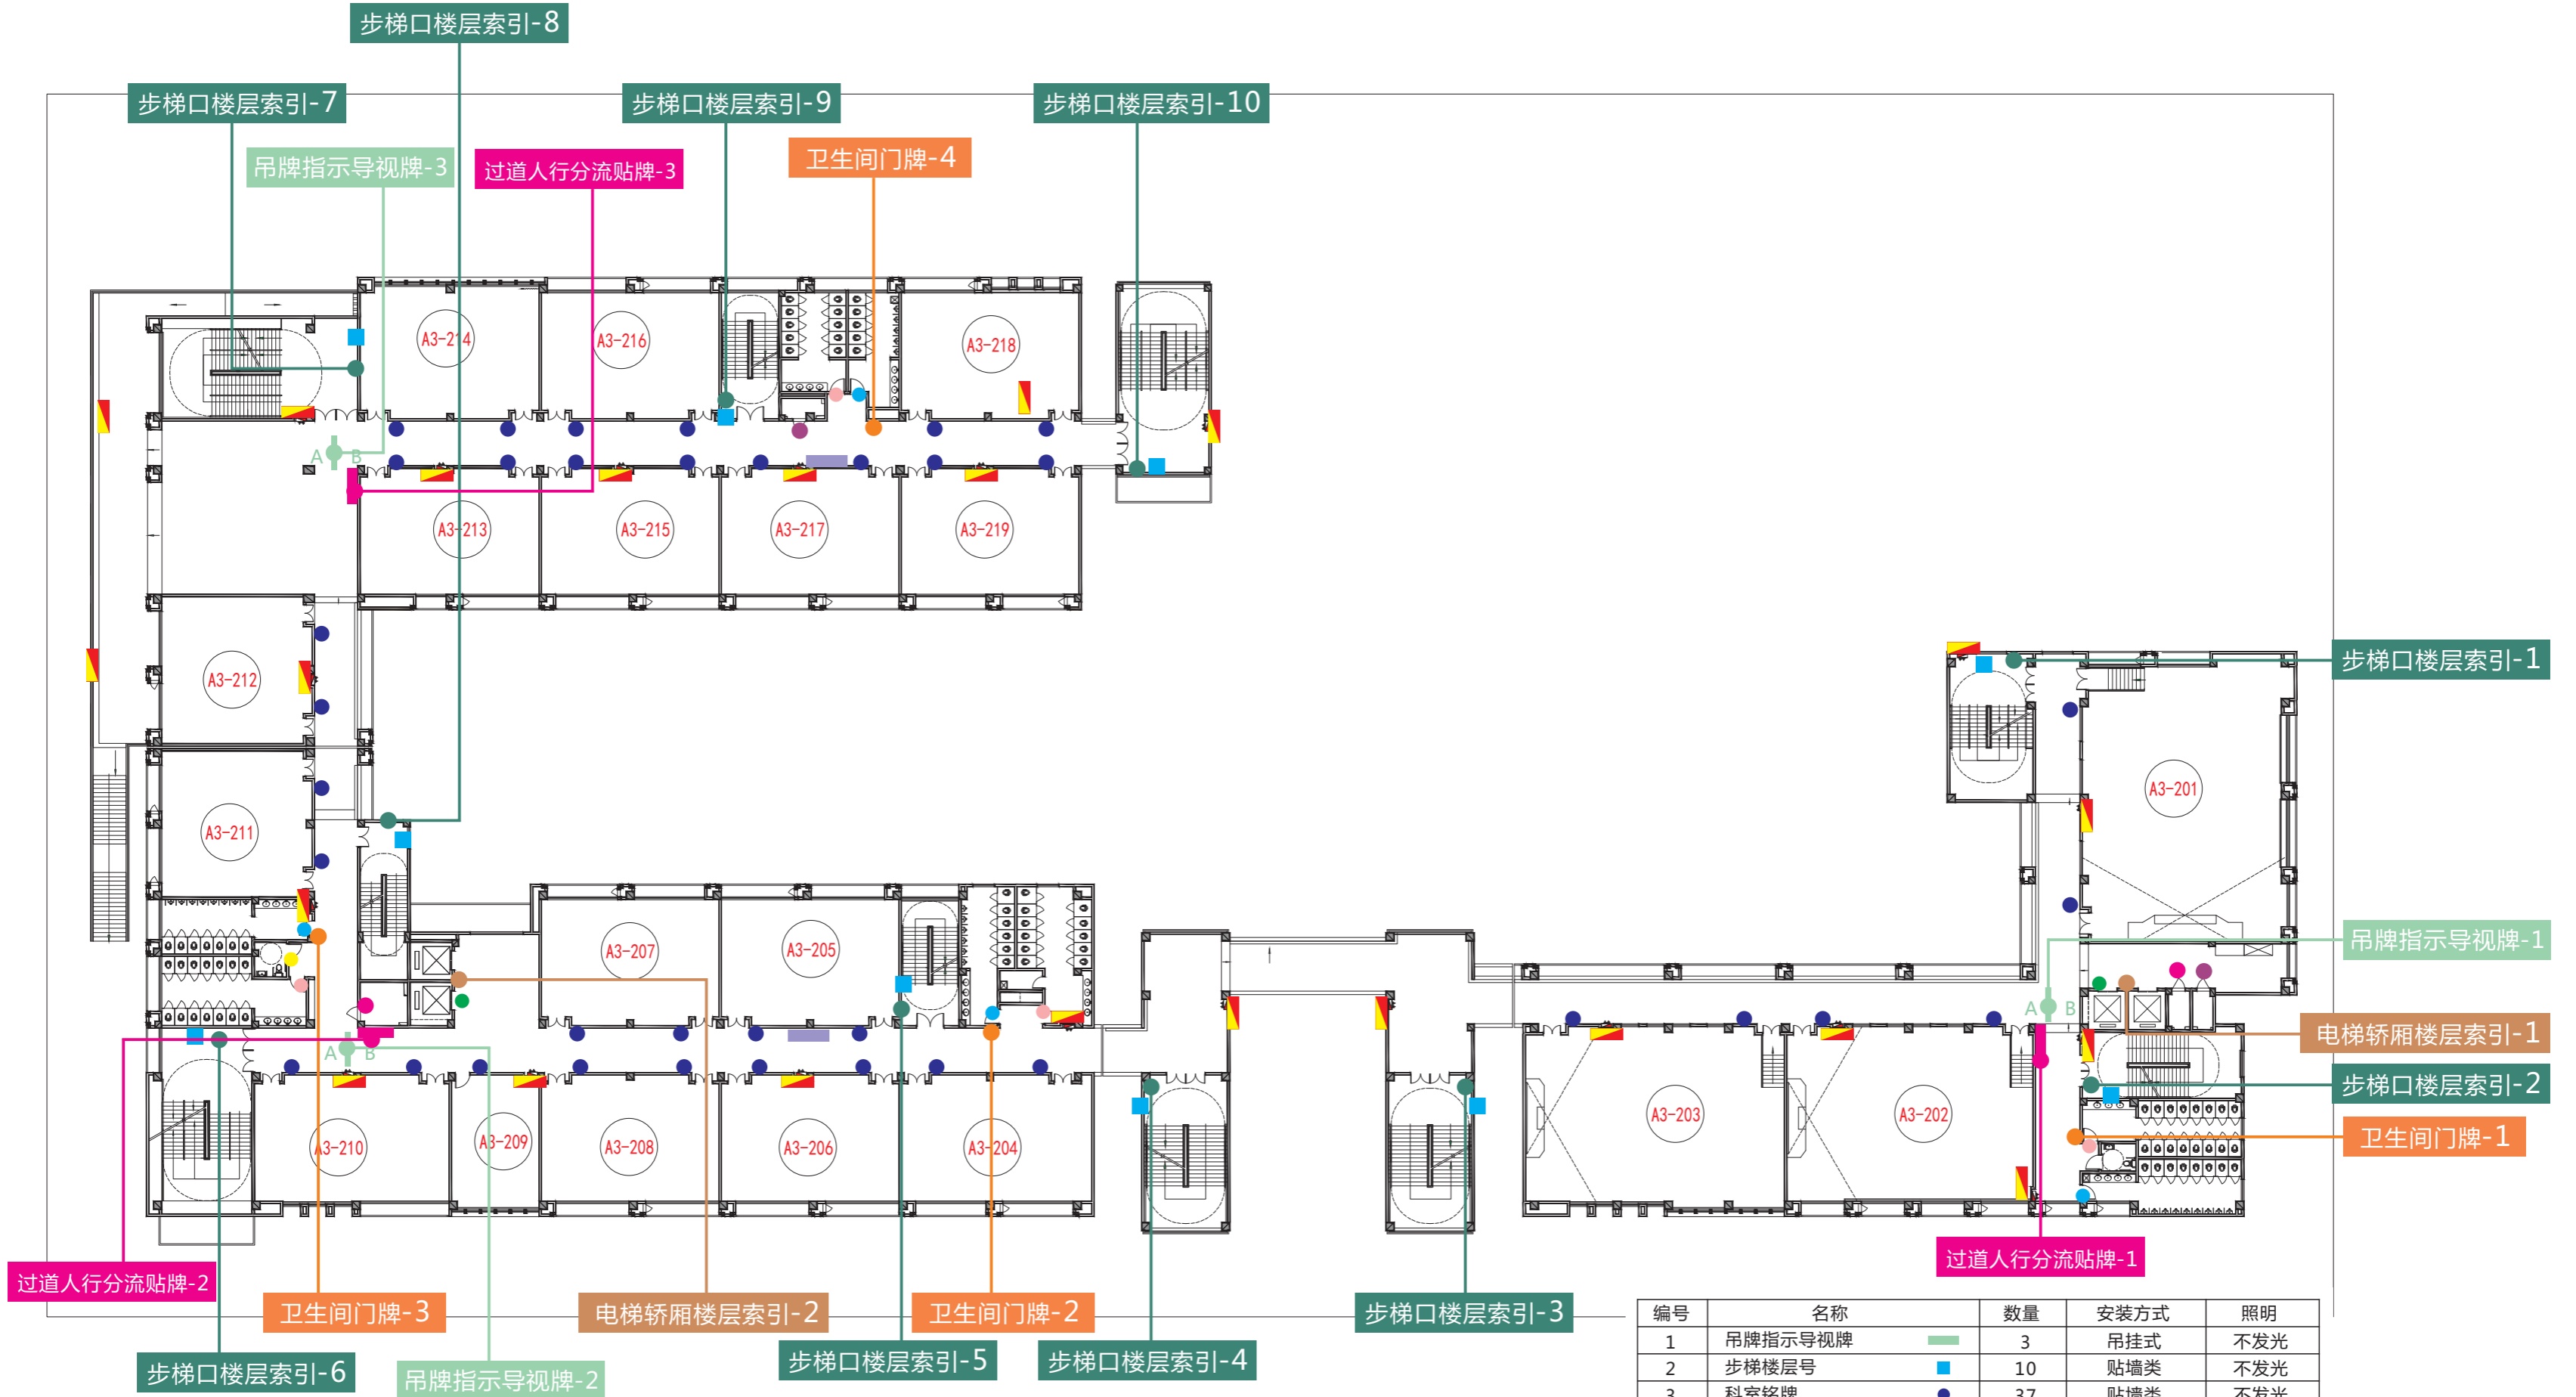 步梯口楼层索引-8
步梯口楼层索引-7
步梯口楼层索引-9
步梯口楼层索引-10
吊牌指示导视牌-3
过道人行分流贴牌-3
卫生间门牌-4
A3-214
A3-216
A3-218
A B
A3-213
A3-215
A3-217
A3-219
A3-212
步梯口楼层索引-1
A3-201
A3-211
A3-207
A3-205
吊牌指示导视牌-1
A B
电梯轿厢楼层索引-1
A B
步梯口楼层索引-2
A3-210
A3-209
A3-208
A3-206
A3-204
A3-203
A3-202
卫生间门牌-1
过道人行分流贴牌-1
过道人行分流贴牌-2
卫生间门牌-3
电梯轿厢楼层索引-2
卫生间门牌-2
步梯口楼层索引-3
步梯口楼层索引-6
吊牌指示导视牌-2
步梯口楼层索引-5
步梯口楼层索引-4
编号 名称 数量 安装方式 照明
1 吊牌指示导视牌 3 吊挂式 不发光
2 步梯楼层号 10 贴墙类 不发光
3 科室铭牌 37 贴墙类 不发光